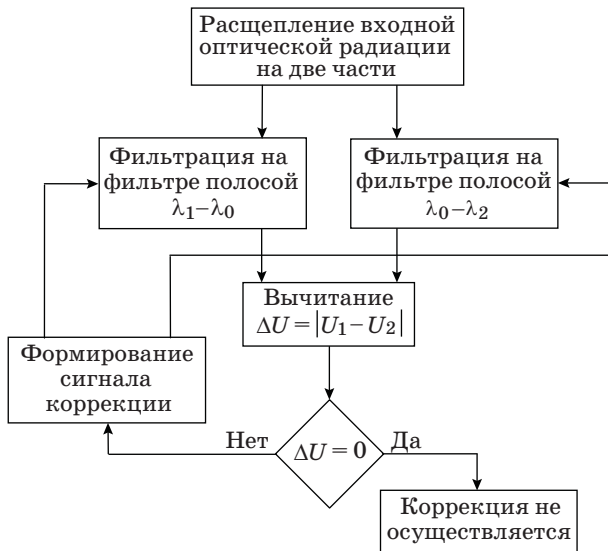 Расщепление входной
оптической радиации
на две части
Фильтрация на
фильтре полосой
λ₁–λ₀
Фильтрация на
фильтре полосой
λ₀–λ₂
Вычитание
ΔU = |U₁ – U₂|
Формирование
сигнала
коррекции
Нет
ΔU = 0
Да
Коррекция не
осуществляется